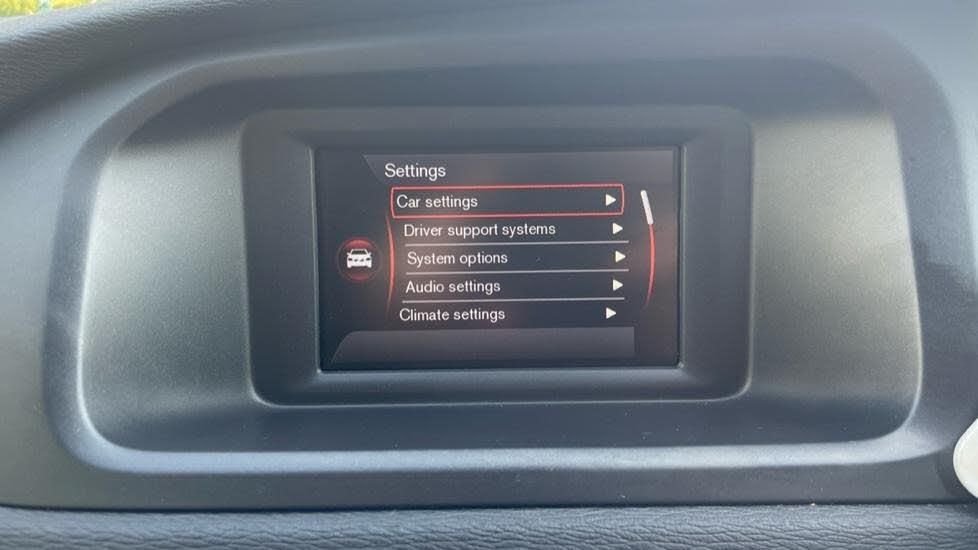 Settings
Car settings
Driver support systems
System options
Audio settings
Climate settings